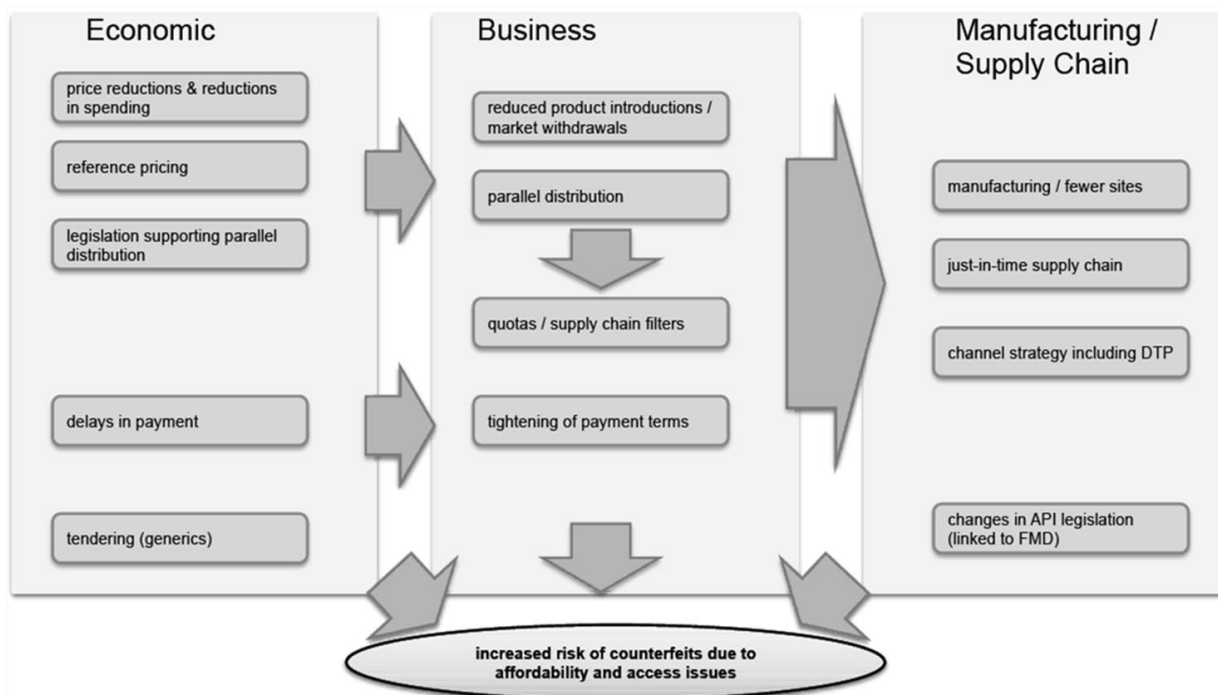 Economic
price reductions & reductions
in spending
reference pricing
legislation supporting parallel
distribution
delays in payment
tendering (generics)
Business
reduced product introductions /
market withdrawals
parallel distribution
quotas / supply chain filters
tightening of payment terms
Manufacturing /
Supply Chain
manufacturing / fewer sites
just-in-time supply chain
channel strategy including DTP
changes in API legislation
(linked to FMD)
increased risk of counterfeits due to
affordability and access issues